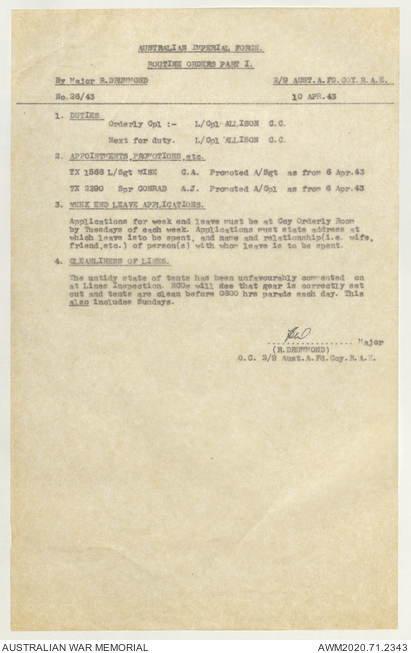 AUSTRALIAN IMPERIAL FORCE.
ROUTINE ORDERS PART I.
By Major R.DRUMMOND 2/9 AUST.A.FD.COY.R.A.E.
No.26/43 10 APR.43
1. DUTIES
Orderly Cpl :- L/Cpl ALLISON C.C.
Next for duty. L/Cpl ALLISON C.C.
2. APPOINTMENTS,PROMOTIONS,etc.
TX 1568 L/Sgt WISE C.A. Promoted A/Sgt as from 6 Apr.43
TX 2290 Spr CONRAD A.J. Promoted A/Cpl as from 6 Apr.43
3. WEEK END LEAVE APPLICATIONS.
Applications for week end leave must be at Coy Orderly Room
by Tuesdays of each week. Applications must state address at
which leave isto be spent, and name and relationship(i.e. wife,
friend,etc.) of person(s) with whom leave is to be spent.
4. CLEANLINESS OF LINES.
The untidy state of tents has been unfavourably commented on
at Lines Inspection. NCOs will see that gear is correctly set
out and tents are clean before 0800 hrs parade each day. This
also includes Sundays.
.................. Major
(R.DRUMMOND)
O.C. 2/9 Aust.A.Fd.Coy.R.A.E.
AUSTRALIAN WAR MEMORIAL AWM2020.71.2343